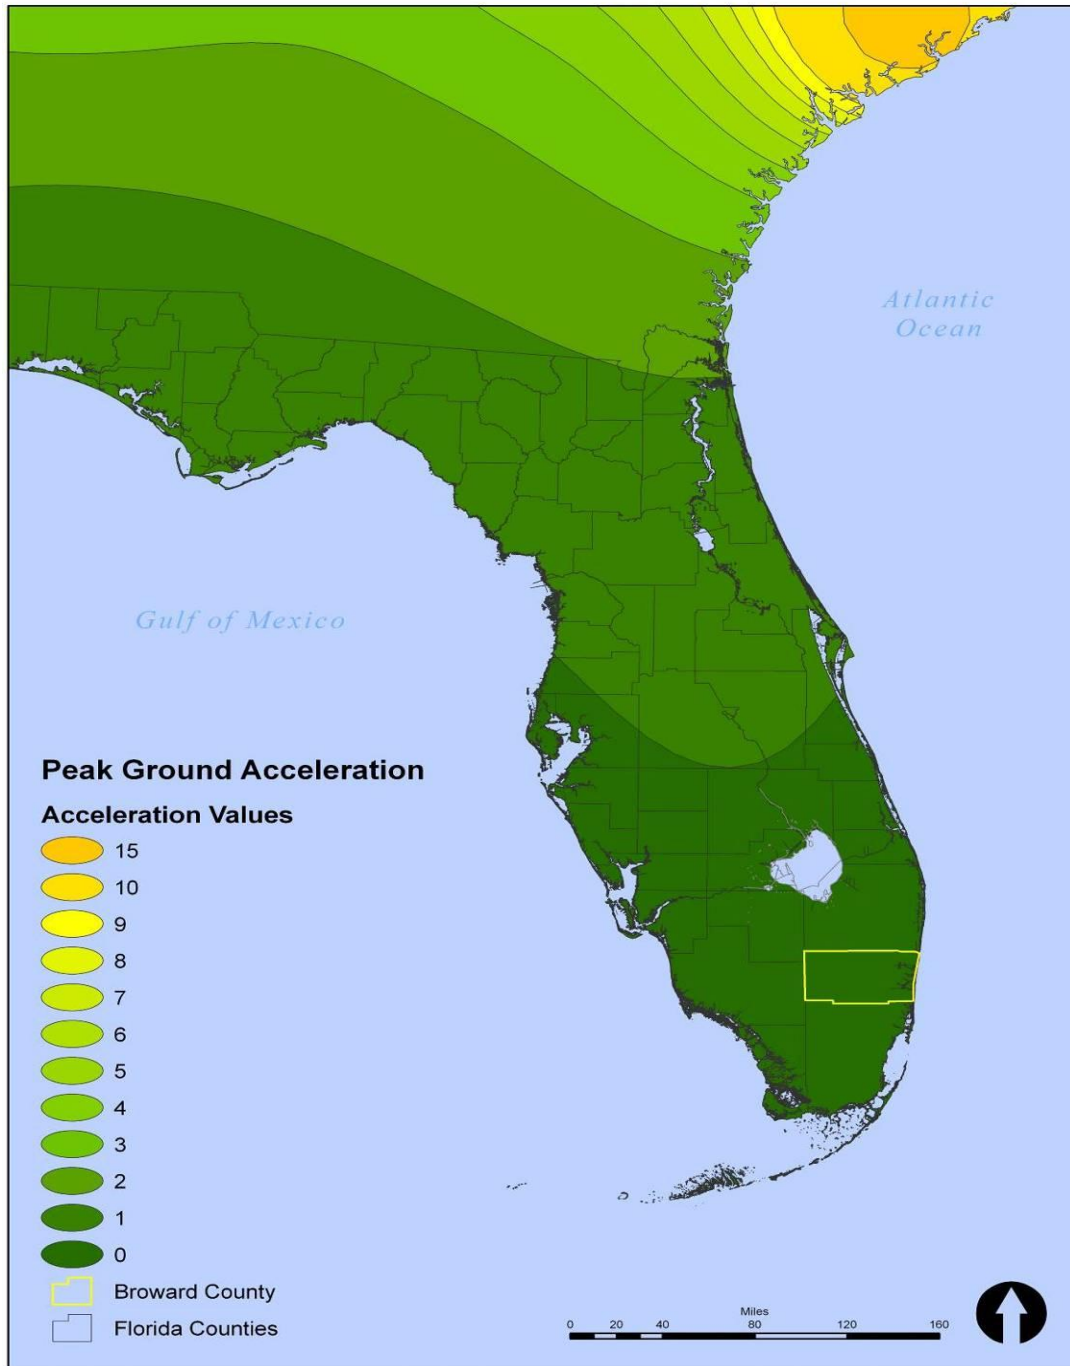 Atlantic
Ocean
Gulf of Mexico
Peak Ground Acceleration
Acceleration Values
15
10
9
8
7
6
5
4
3
2
1
0
Broward County
Florida Counties
Miles
0 20 40 80 120 160